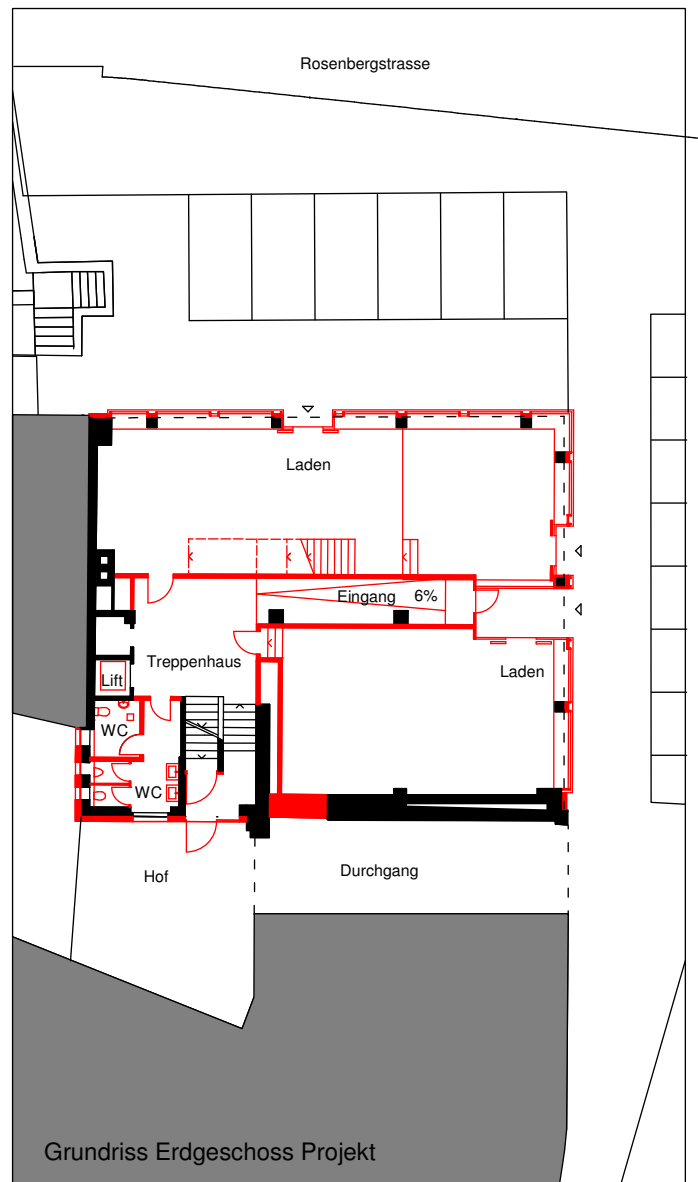 Rosenbergstrasse
Laden
Eingang 6%
Treppenhaus
Laden
Lift
WC
WC
Hof
Durchgang
Grundriss Erdgeschoss Projekt